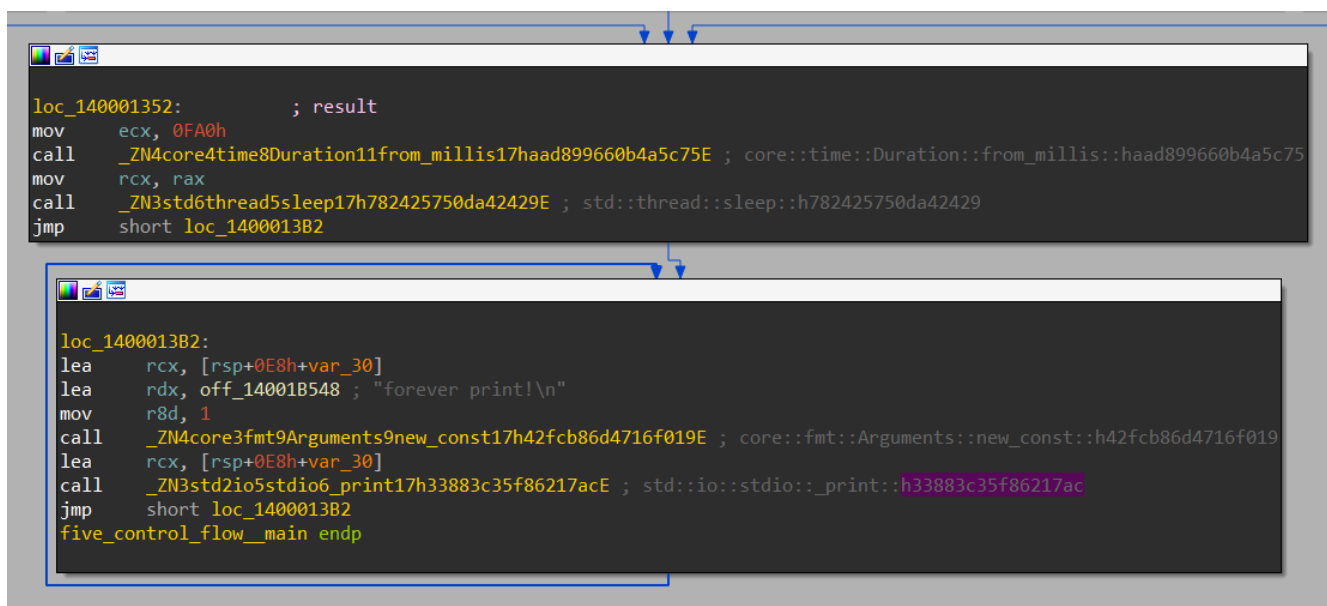 loc_140001352: ; result
mov ecx, 0FA0h
call _ZN4core4time8Duration11from_millis17haad899660b4a5c75E ; core::time::Duration::from_millis::haad899660b4a5c75
mov rcx, rax
call _ZN3std6thread5sleep17h782425750da42429E ; std::thread::sleep::h782425750da42429
jmp short loc_1400013B2
loc_1400013B2:
lea rcx, [rsp+0E8h+var_30]
lea rdx, off_14001B548 ; "forever print!\n"
mov r8d, 1
call _ZN4core3fmt9Arguments9new_const17h42fcb86d4716f019E ; core::fmt::Arguments::new_const::h42fcb86d4716f019
lea rcx, [rsp+0E8h+var_30]
call _ZN3std2io5stdio6_print17h33883c35f86217acE ; std::io::stdio::_print::h33883c35f86217ac
jmp short loc_1400013B2
five_control_flow__main endp